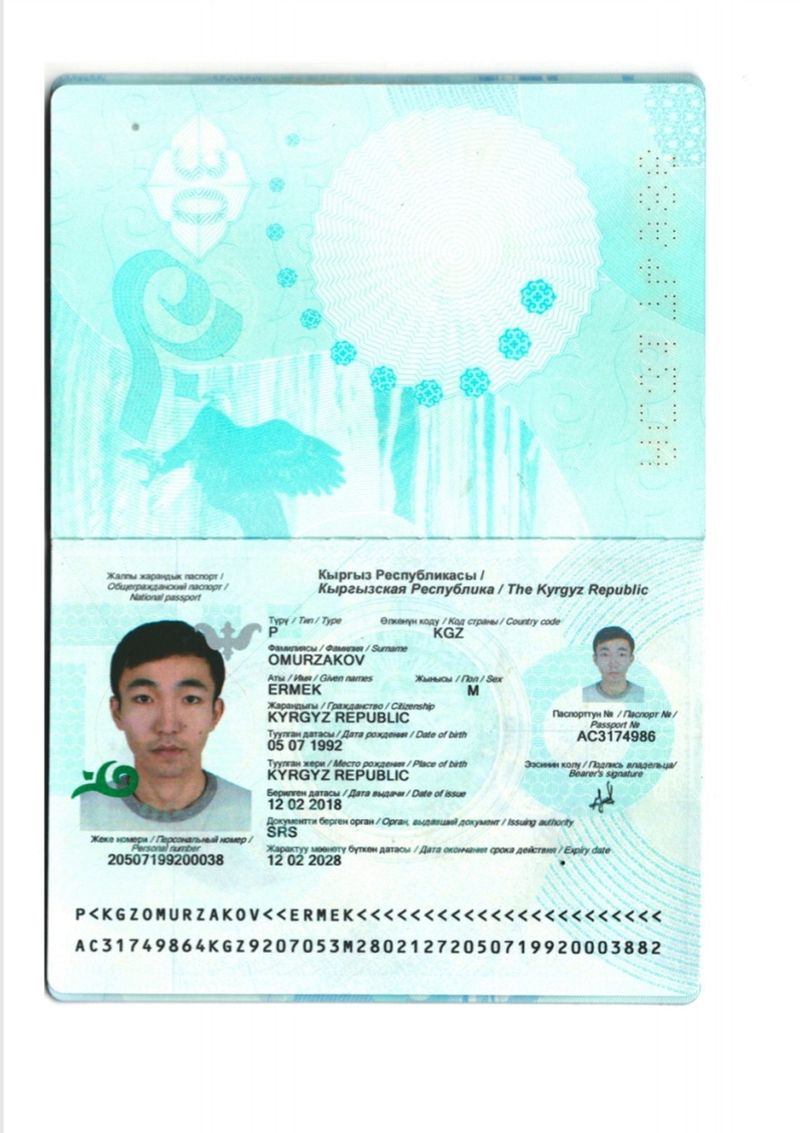 30
Жалпы жарандык паспорт /
Общегражданский паспорт /
National passport
Кыргыз Республикасы /
Кыргызская Республика / The Kyrgyz Republic
Түрү / Тип / Type
Өлкөнүн коду / Код страны / Country code
P
KGZ
Фамилиясы / Фамилия / Surname
OMURZAKOV
Аты / Имя / Given names
Жынысы / Пол / Sex
ERMEK
M
Жарандыгы / Гражданство / Citizenship
KYRGYZ REPUBLIC
Туулган датасы / Дата рождения / Date of birth
05 07 1992
Туулган жери / Место рождения / Place of birth
KYRGYZ REPUBLIC
Берилген датасы / Дата выдачи / Date of issue
12 02 2018
Документти берген орган / Орган, выдавший документ / Issuing authority
SRS
Жарактуу мөөнөтү бүткөн датасы / Дата окончания срока действия / Expiry date
12 02 2028
Паспорттун № / Паспорт № /
Passport №
AC3174986
Ээсинин колу / Подпись владельца/
Bearer's signature
Жеке номери / Персональный номер /
Personal number
20507199200038
P<KGZOMURZAKOV<<ERMEK<<<<<<<<<<<<<<<<<<<<<<<
AC31749864KGZ9207053M28021272050719920003882